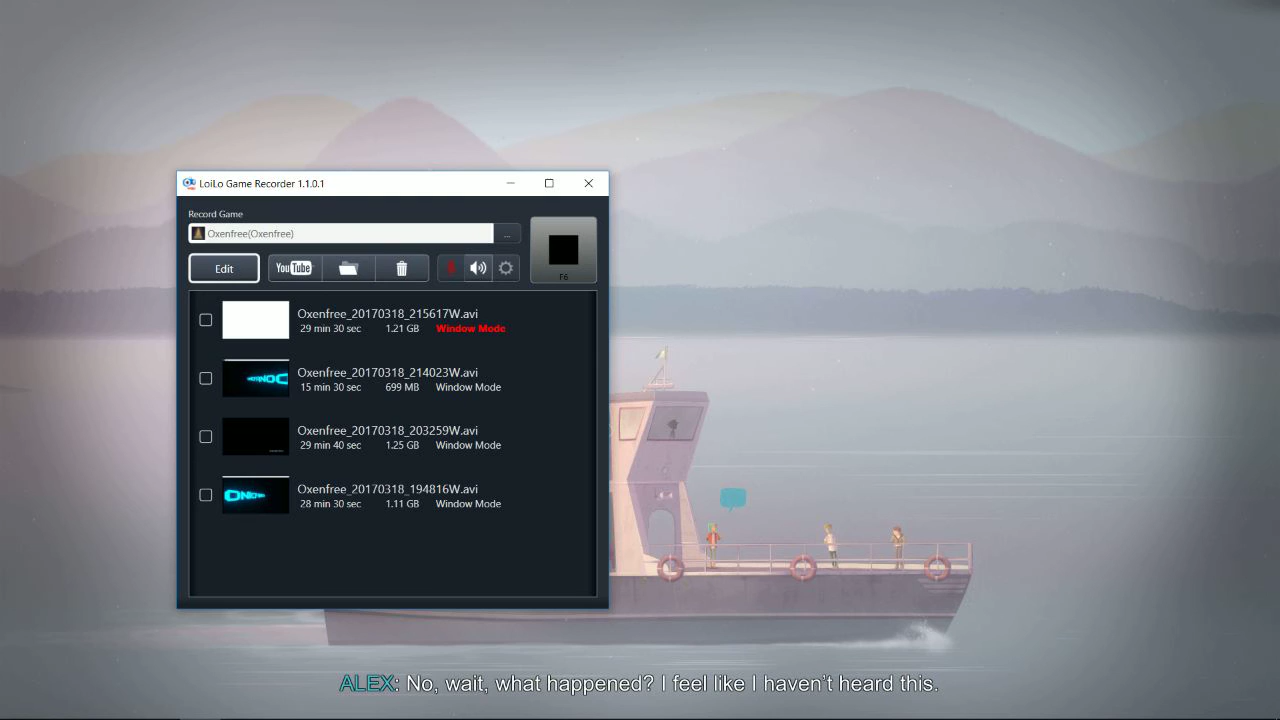 LoiLo Game Recorder 1.1.0.1
Record Game
Oxenfree(Oxenfree)
...
Edit
YouTube
F6
Oxenfree_20170318_215617W.avi
29 min 30 sec 1.21 GB Window Mode
Oxenfree_20170318_214023W.avi
15 min 30 sec 699 MB Window Mode
Oxenfree_20170318_203259W.avi
29 min 40 sec 1.25 GB Window Mode
Oxenfree_20170318_194816W.avi
28 min 30 sec 1.11 GB Window Mode
ALEX: No, wait, what happened? I feel like I haven't heard this.